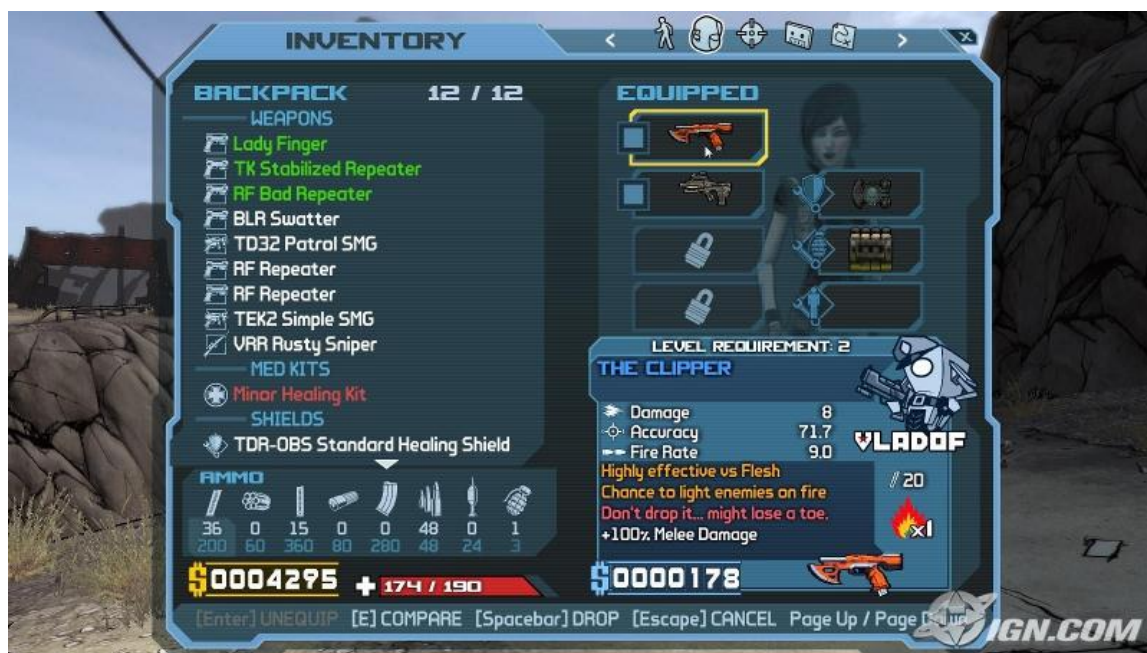 INVENTORY
BACKPACK 12 / 12
WEAPONS
Lady Finger
TK Stabilized Repeater
RF Bad Repeater
BLR Swatter
TD32 Patrol SMG
RF Repeater
RF Repeater
TEK2 Simple SMG
VRR Rusty Sniper
MED KITS
Minor Healing Kit
SHIELDS
TDR-OBS Standard Healing Shield
AMMO
36 0 15 0 0 48 0 1
200 60 360 80 280 48 24 3
$0004295 + 174 / 190
EQUIPPED
LEVEL REQUIREMENT: 2
THE CLIPPER
Damage 8
Accuracy 71.7
Fire Rate 9.0
VLADOF
Highly effective vs Flesh
Chance to light enemies on fire
Don't drop it... might lose a toe.
+100% Melee Damage
20
x1
$0000178
[Enter] UNEQUIP [E] COMPARE [Spacebar] DROP [Escape] CANCEL Page Up / Page Down
IGN.COM